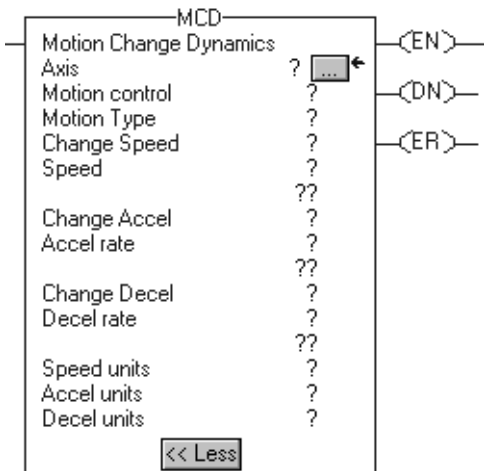 MCD
Motion Change Dynamics (EN)
Axis ? ...
Motion control ? (DN)
Motion Type ?
Change Speed ? (ER)
Speed ?
??
Change Accel ?
Accel rate ?
??
Change Decel ?
Decel rate ?
??
Speed units ?
Accel units ?
Decel units ?
<< Less